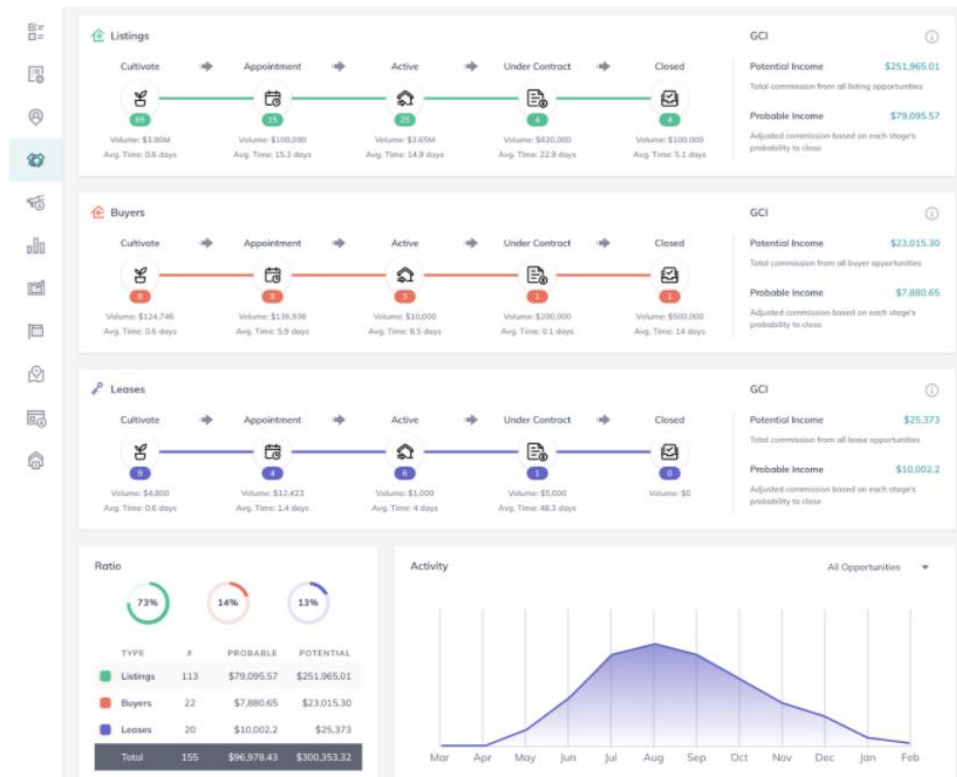 Listings
Cultivate Appointment Active Under Contract Closed
65 15 25 4 4
Volume: $3.90M Volume: $100,090 Volume: $3.65M Volume: $820,000 Volume: $100,000
Avg. Time: 0.6 days Avg. Time: 15.3 days Avg. Time: 14.9 days Avg. Time: 22.9 days Avg. Time: 5.1 days
GCI
Potential Income $251,965.01
Total commission from all listing opportunities
Probable Income $79,095.57
Adjusted commission based on each stage's
probability to close
Buyers
Cultivate Appointment Active Under Contract Closed
8 9 3 1 1
Volume: $124,746 Volume: $136,936 Volume: $10,000 Volume: $200,000 Volume: $500,000
Avg. Time: 0.6 days Avg. Time: 5.9 days Avg. Time: 8.5 days Avg. Time: 0.1 days Avg. Time: 14 days
GCI
Potential Income $23,015.30
Total commission from all buyer opportunities
Probable Income $7,880.65
Adjusted commission based on each stage's
probability to close
Leases
Cultivate Appointment Active Under Contract Closed
9 4 6 1 0
Volume: $4,800 Volume: $12,423 Volume: $1,000 Volume: $5,000 Volume: $0
Avg. Time: 0.6 days Avg. Time: 1.4 days Avg. Time: 4 days Avg. Time: 48.3 days
GCI
Potential Income $25,373
Total commission from all lease opportunities
Probable Income $10,002.2
Adjusted commission based on each stage's
probability to close
Ratio
73% 14% 13%
TYPE # PROBABLE POTENTIAL
Listings 113 $79,095.57 $251,965.01
Buyers 22 $7,880.65 $23,015.30
Leases 20 $10,002.2 $25,373
Total 155 $96,978.43 $300,353.32
Activity
All Opportunities
Mar Apr May Jun Jul Aug Sep Oct Nov Dec Jan Feb